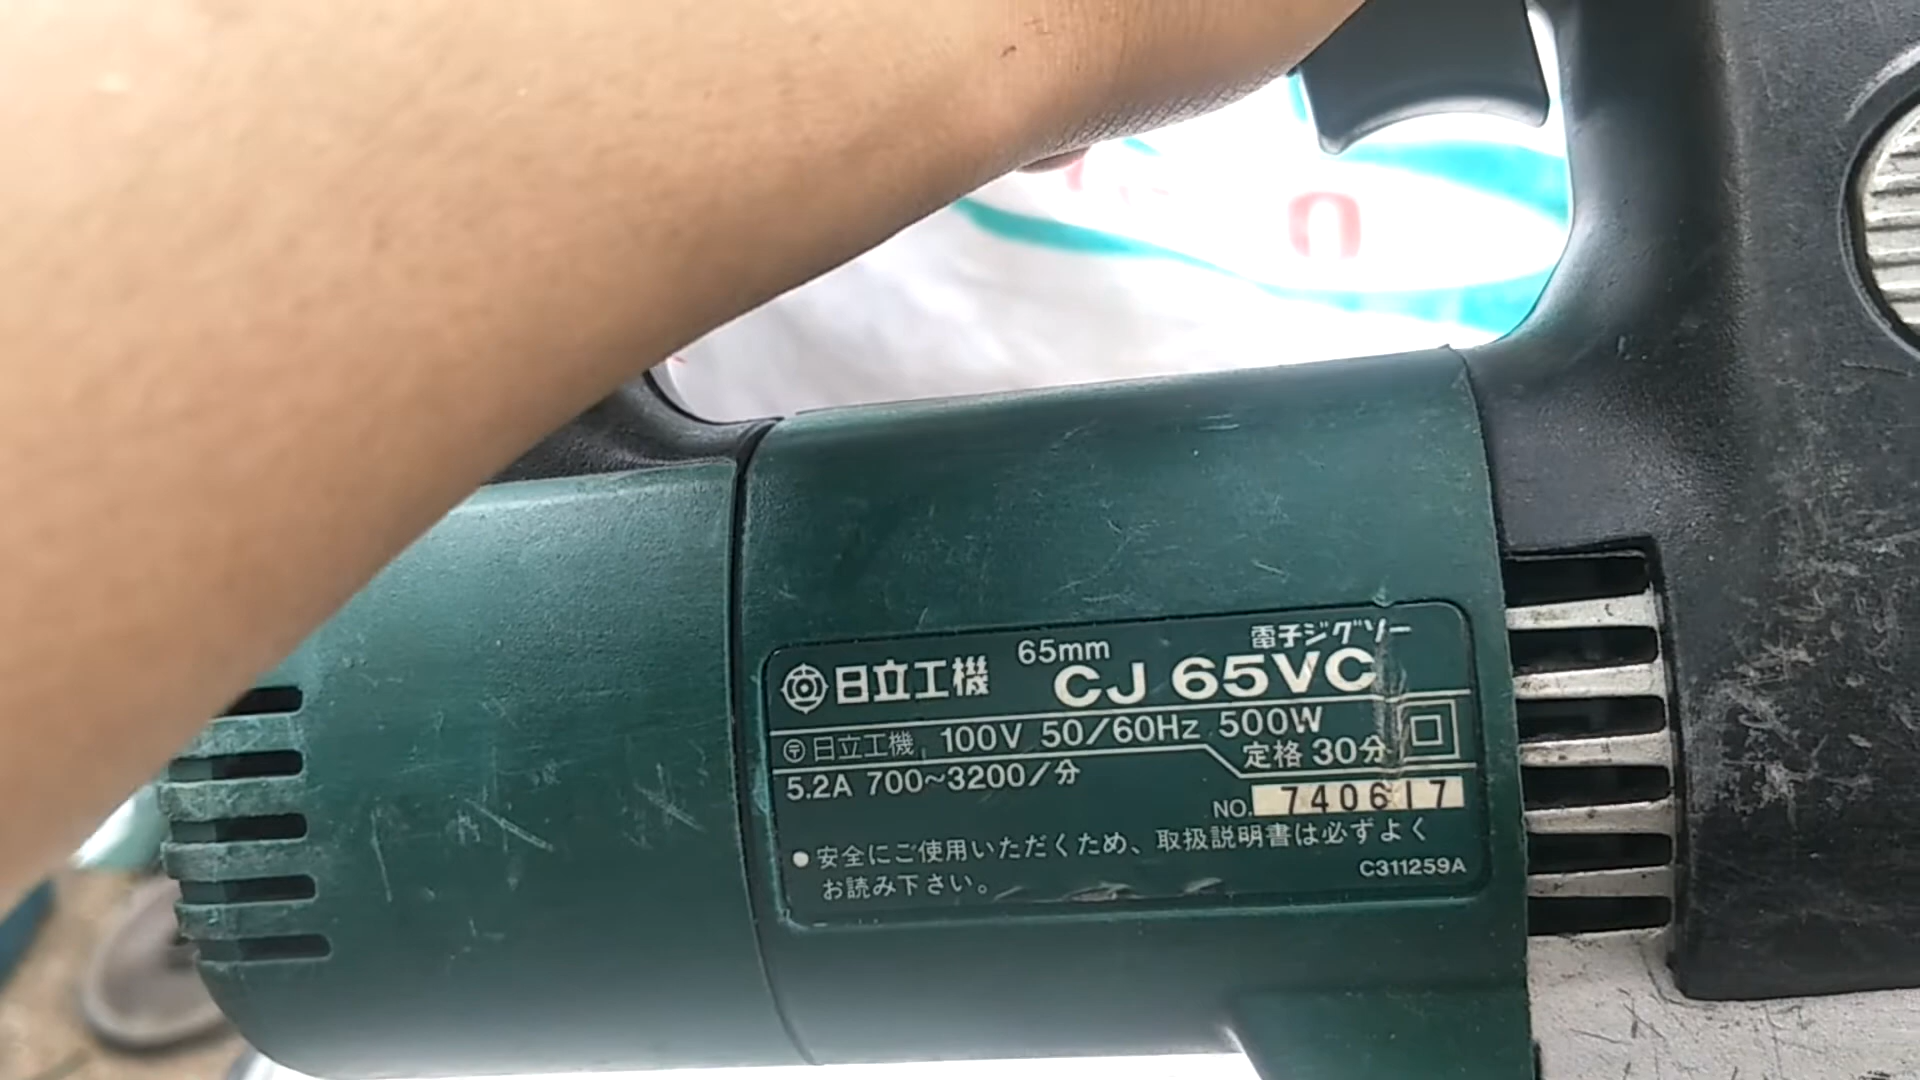 日立工機 65mm 電子ジグソー
CJ 65VC
〒 日立工機 100V 50/60Hz 500W
定格 30分
5.2A 700~3200/分
NO. 740617
●安全にご使用いただくため、取扱説明書は必ずよく
お読み下さい。
C311259A